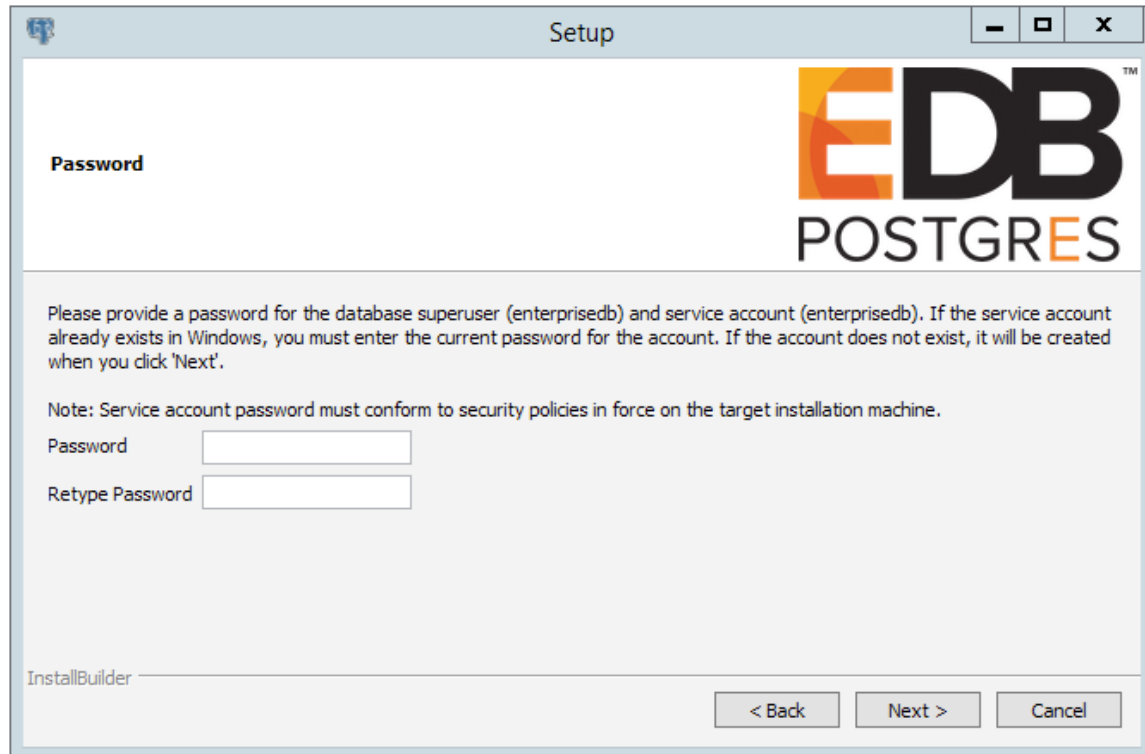 Setup
Password
EDB™
POSTGRES
Please provide a password for the database superuser (enterprisedb) and service account (enterprisedb). If the service account
already exists in Windows, you must enter the current password for the account. If the account does not exist, it will be created
when you click 'Next'.
Note: Service account password must conform to security policies in force on the target installation machine.
Password
Retype Password
InstallBuilder
< Back Next > Cancel